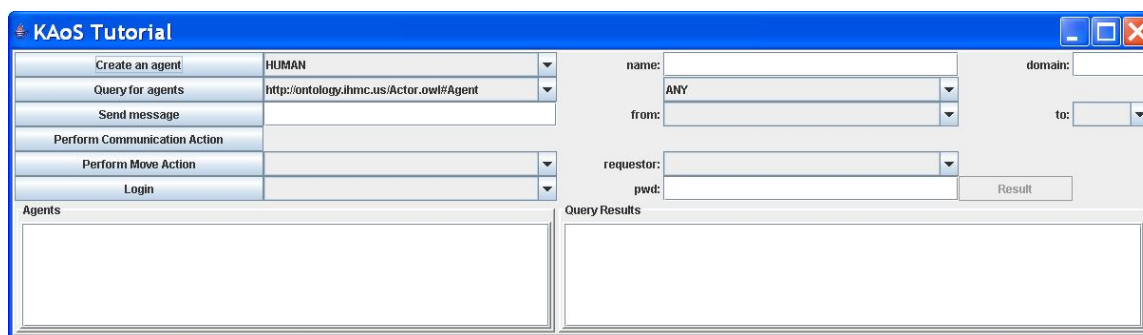 KAoS Tutorial
Create an agent HUMAN name: domain:
Query for agents http://ontology.ihmc.us/Actor.owl#Agent ANY
Send message from: to:
Perform Communication Action
Perform Move Action requestor:
Login pwd: Result
Agents Query Results